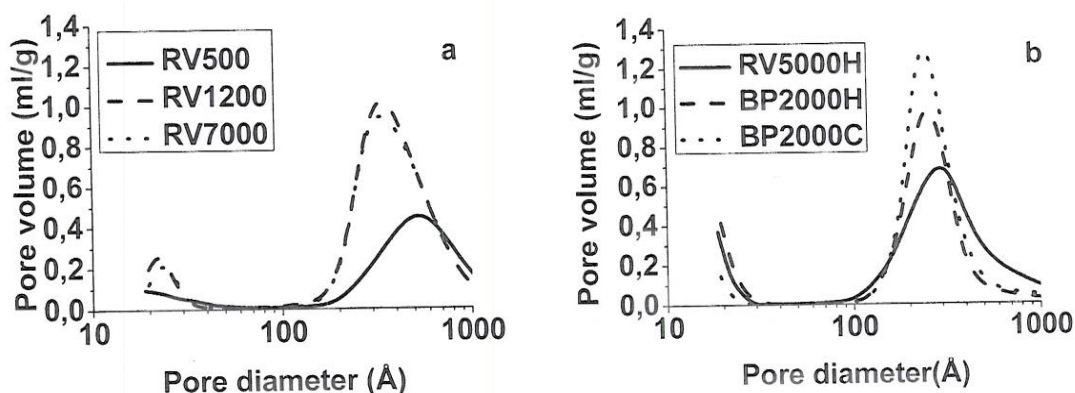 a
1,4
1,2
1,0
0,8
0,6
0,4
0,2
0,0
Pore volume (ml/g)
RV500
RV1200
RV7000
10
100
1000
Pore diameter (Å)
b
1,4
1,2
1,0
0,8
0,6
0,4
0,2
0,0
Pore volume (ml/g)
RV5000H
BP2000H
BP2000C
10
100
1000
Pore diameter(Å)